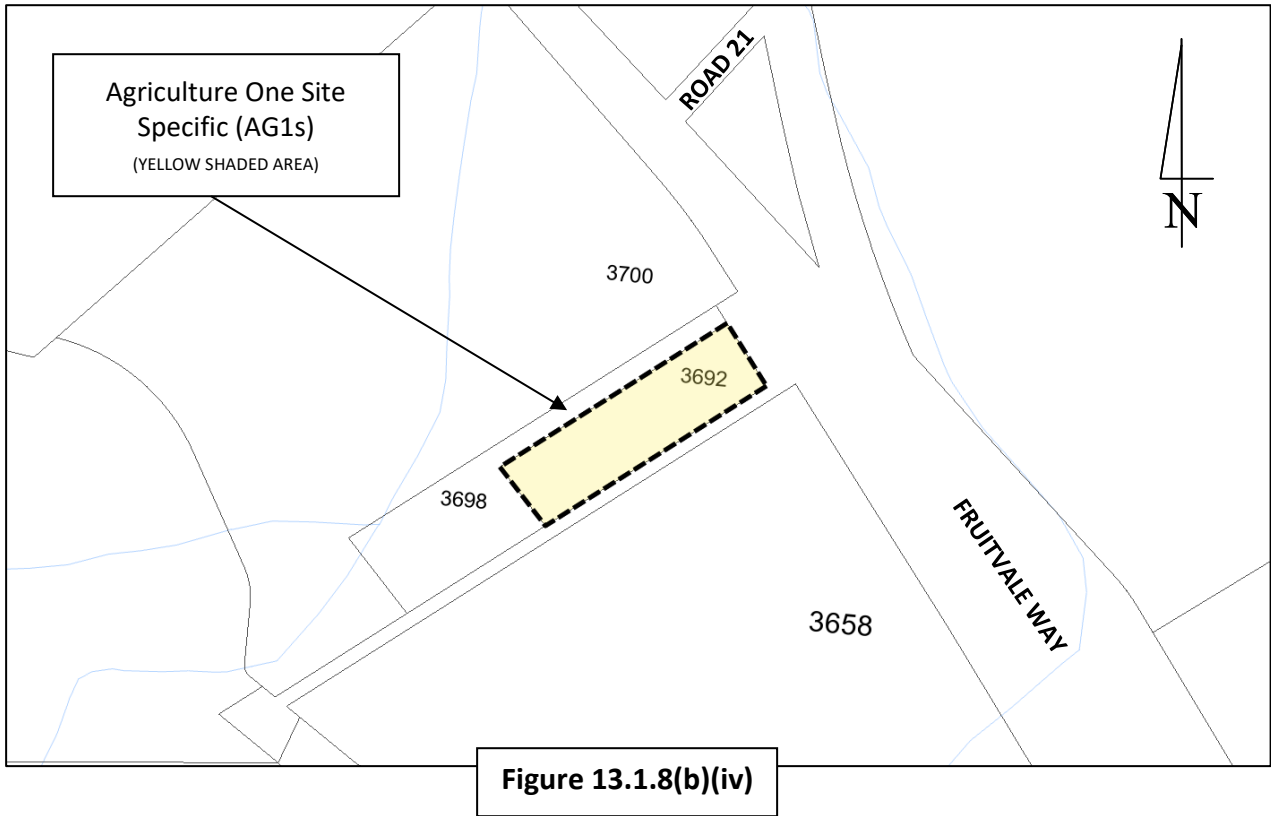 Agriculture One Site
Specific (AG1s)
(YELLOW SHADED AREA)
ROAD 21
N
3700
3692
3698
3658
FRUITVALE WAY
Figure 13.1.8(b)(iv)